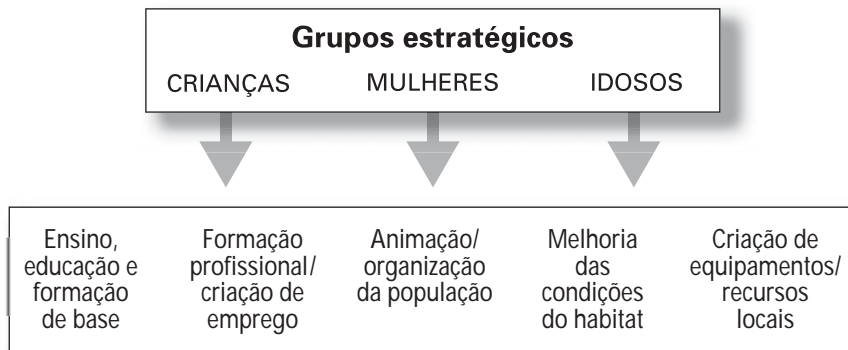 Grupos estratégicos
CRIANÇAS MULHERES IDOSOS
Ensino,
educação e
formação
de base
Formação
profissional/
criação de
emprego
Animação/
organização
da população
Melhoria
das
condições
do habitat
Criação de
equipamentos/
recursos
locais